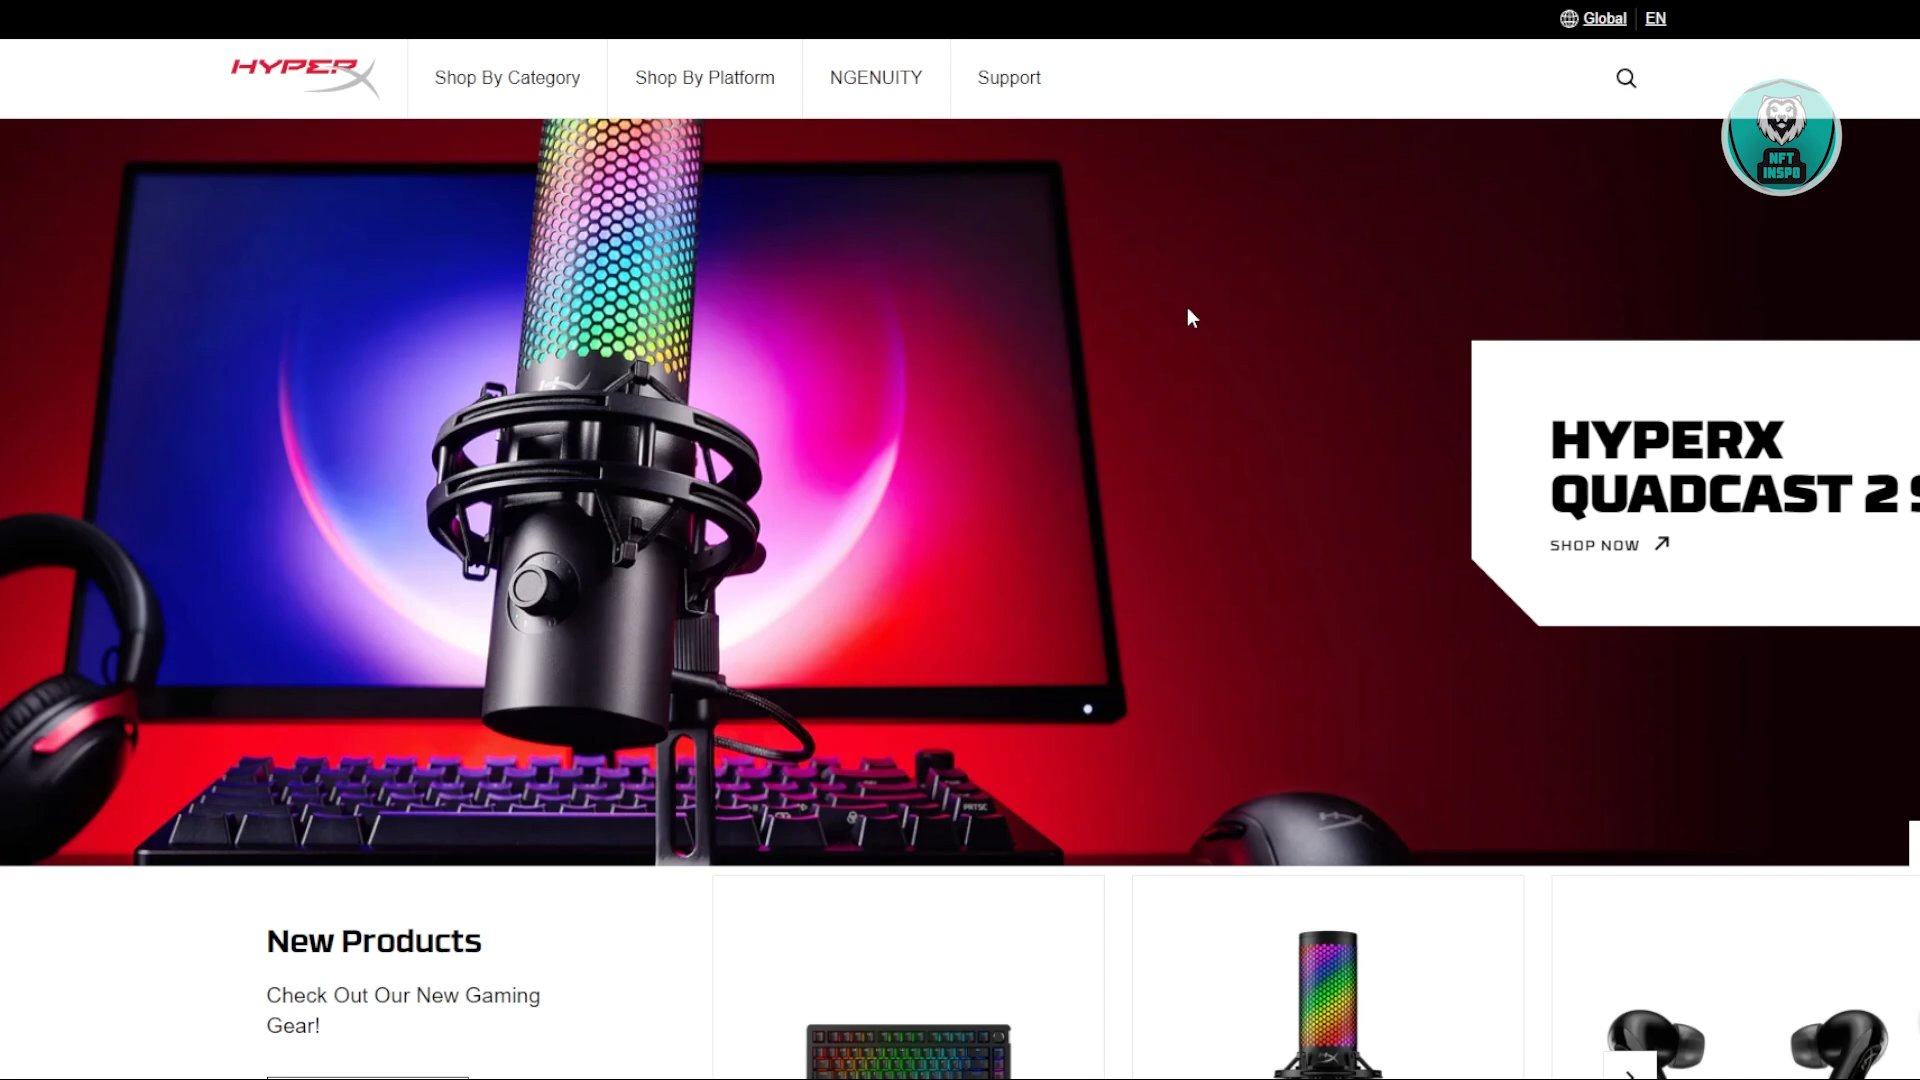 Global
EN
HYPERX
Shop By Category
Shop By Platform
NGENUITY
Support
NFT
INSPO
HYPERX
QUADCAST 2 S
SHOP NOW
PRTSC
New Products
Check Out Our New Gaming
Gear!